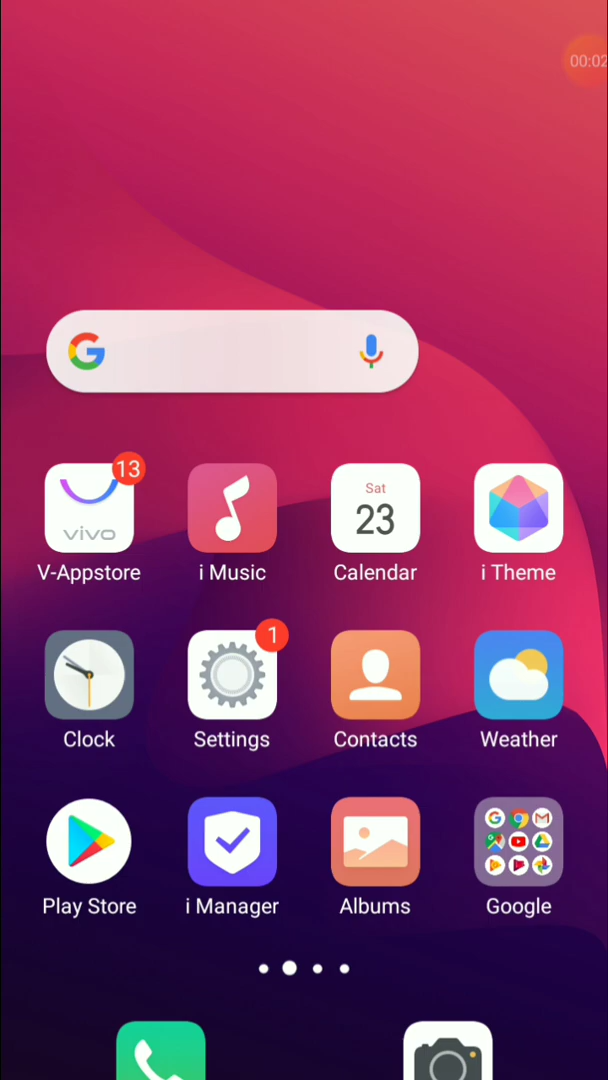 00:02
13
vivo
V-Appstore
i Music
Sat
23
Calendar
i Theme
Clock
1
Settings
Contacts
Weather
Play Store
i Manager
Albums
Google